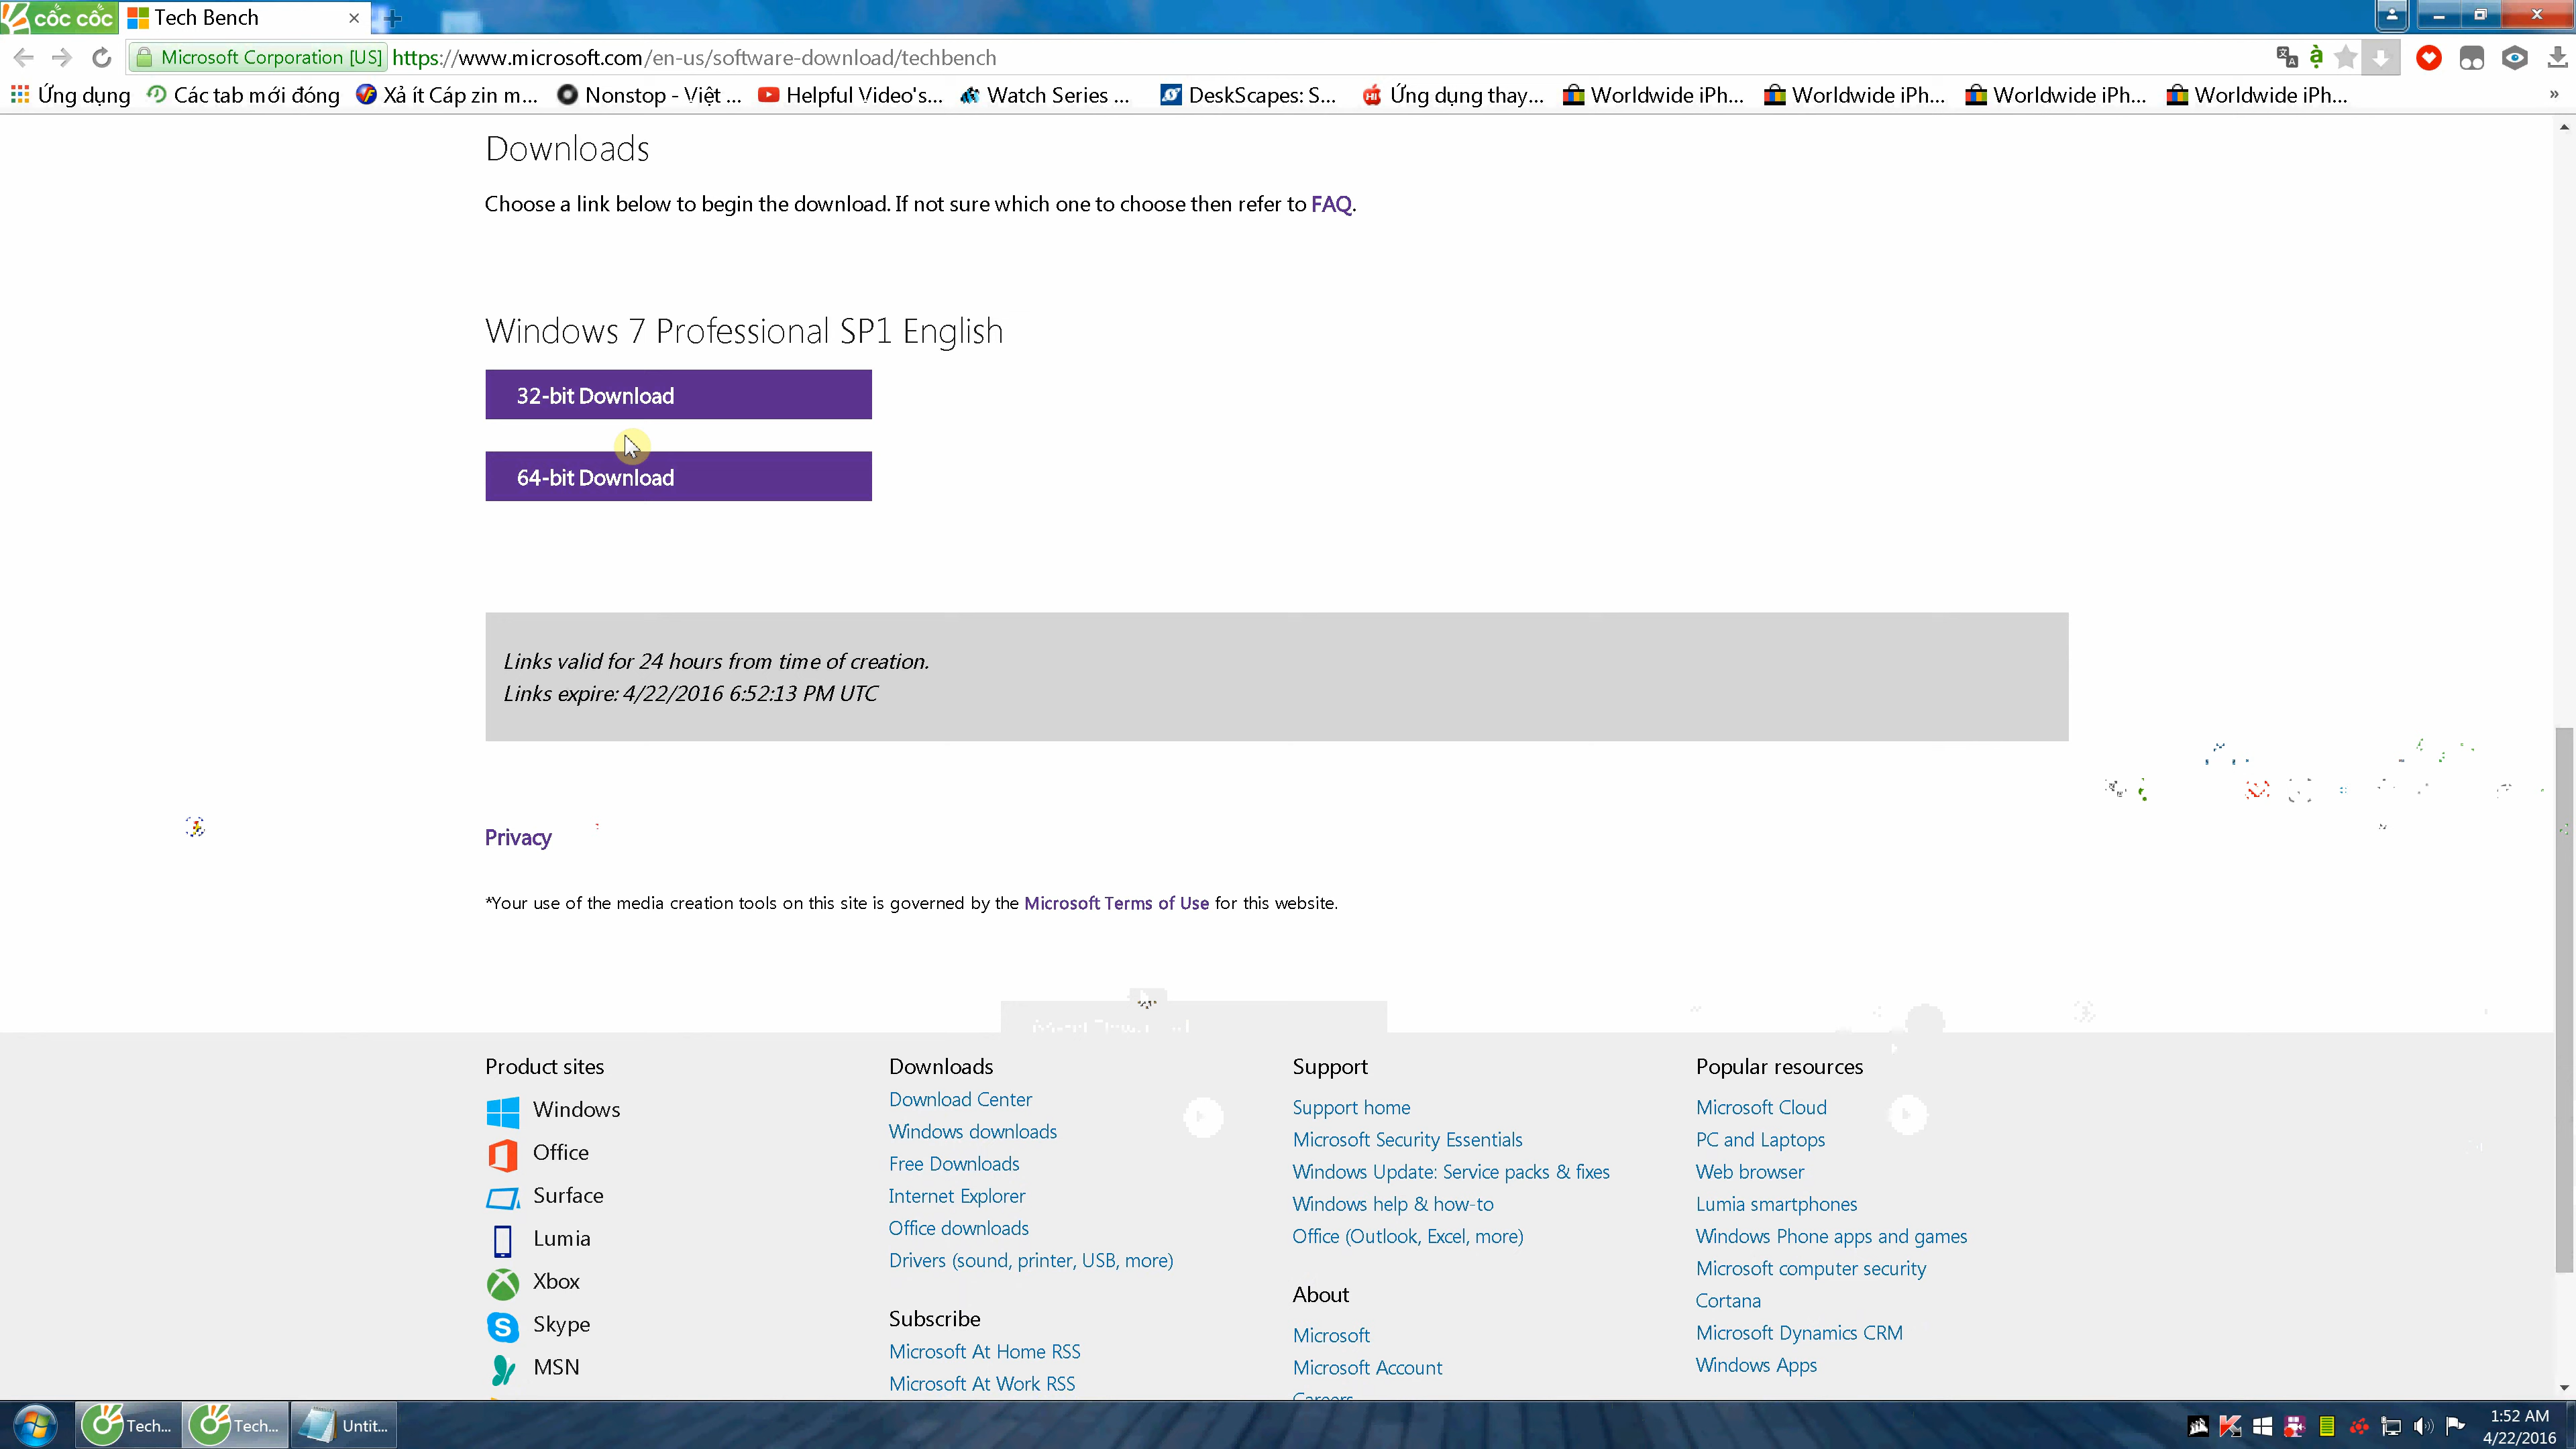 cốc cốc
Tech Bench
Microsoft Corporation [US] https://www.microsoft.com/en-us/software-download/techbench
Ứng dụng Các tab mới đóng Xả ít Cáp zin m... Nonstop - Việt ... Helpful Video's... Watch Series ... DeskScapes: S... Ứng dụng thay... Worldwide iPh... Worldwide iPh... Worldwide iPh... Worldwide iPh... »
Downloads
Choose a link below to begin the download. If not sure which one to choose then refer to FAQ.
Windows 7 Professional SP1 English
32-bit Download
64-bit Download
Links valid for 24 hours from time of creation.
Links expire: 4/22/2016 6:52:13 PM UTC
Privacy
*Your use of the media creation tools on this site is governed by the Microsoft Terms of Use for this website.
Product sites
Windows
Office
Surface
Lumia
Xbox
Skype
MSN
Downloads
Download Center
Windows downloads
Free Downloads
Internet Explorer
Office downloads
Drivers (sound, printer, USB, more)
Subscribe
Microsoft At Home RSS
Microsoft At Work RSS
Support
Support home
Microsoft Security Essentials
Windows Update: Service packs & fixes
Windows help & how-to
Office (Outlook, Excel, more)
About
Microsoft
Microsoft Account
Careers
Popular resources
Microsoft Cloud
PC and Laptops
Web browser
Lumia smartphones
Windows Phone apps and games
Microsoft computer security
Cortana
Microsoft Dynamics CRM
Windows Apps
Tech... Tech... Untit...
1:52 AM
4/22/2016